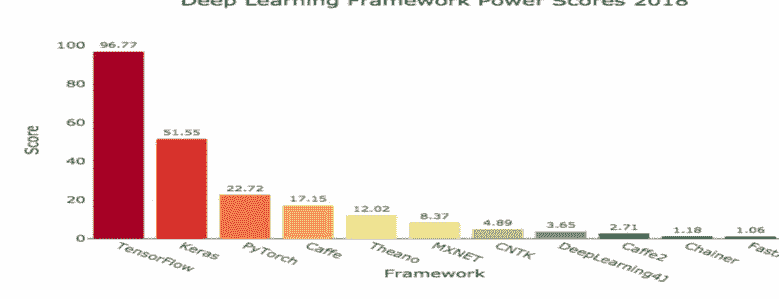 Deep Learning Framework Power Scores 2018
100
96.77
80
60
51.55
Score
40
22.72
20
17.15
12.02
8.37
4.89
3.65
2.71
1.18
1.06
0
TensorFlow
Keras
PyTorch
Caffe
Theano
MXNET
CNTK
DeepLearning4J
Caffe2
Chainer
Fast
Framework